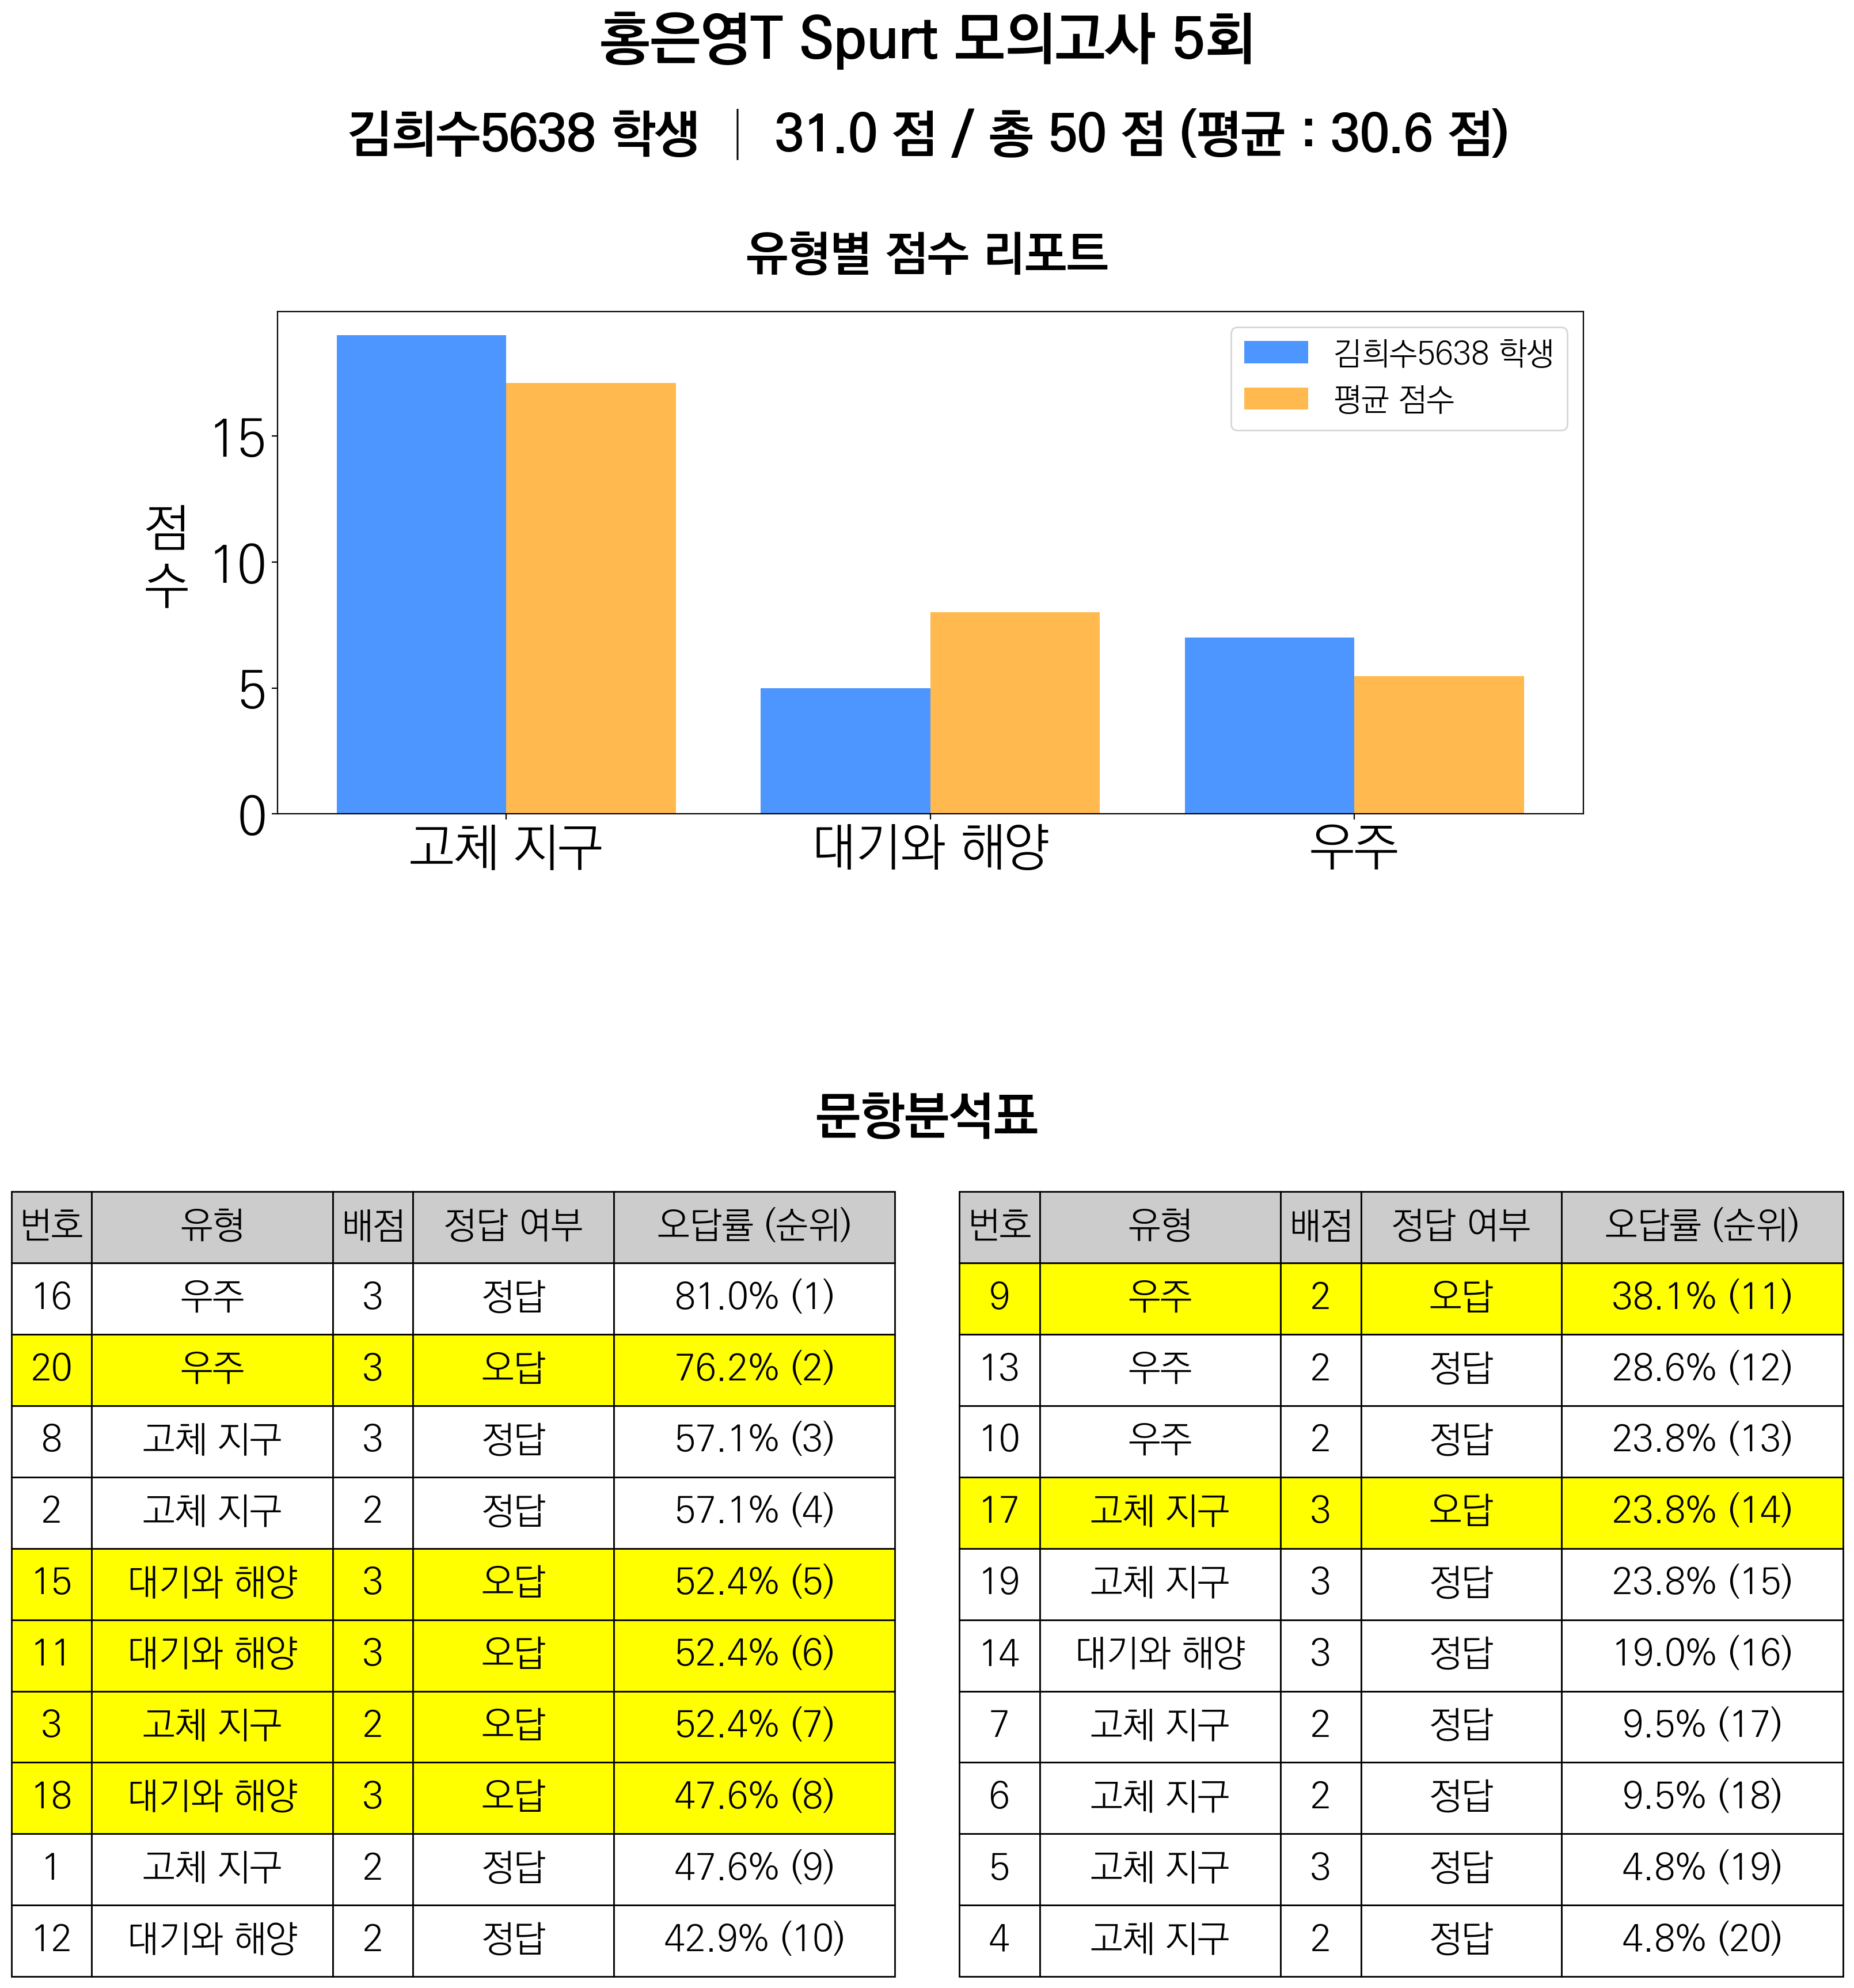 홍은영T Spurt 모의고사 5회
김희수5638 학생 | 31.0 점 / 총 50 점 (평균 : 30.6 점)
유형별 점수 리포트
김희수5638 학생
평균 점수
점
수
15
10
5
0
고체 지구 대기와 해양 우주
문항분석표
번호 유형 배점 정답 여부 오답률 (순위)
16 우주 3 정답 81.0% (1)
20 우주 3 오답 76.2% (2)
8 고체 지구 3 정답 57.1% (3)
2 고체 지구 2 정답 57.1% (4)
15 대기와 해양 3 오답 52.4% (5)
11 대기와 해양 3 오답 52.4% (6)
3 고체 지구 2 오답 52.4% (7)
18 대기와 해양 3 오답 47.6% (8)
1 고체 지구 2 정답 47.6% (9)
12 대기와 해양 2 정답 42.9% (10)
번호 유형 배점 정답 여부 오답률 (순위)
9 우주 2 오답 38.1% (11)
13 우주 2 정답 28.6% (12)
10 우주 2 정답 23.8% (13)
17 고체 지구 3 오답 23.8% (14)
19 고체 지구 3 정답 23.8% (15)
14 대기와 해양 3 정답 19.0% (16)
7 고체 지구 2 정답 9.5% (17)
6 고체 지구 2 정답 9.5% (18)
5 고체 지구 3 정답 4.8% (19)
4 고체 지구 2 정답 4.8% (20)